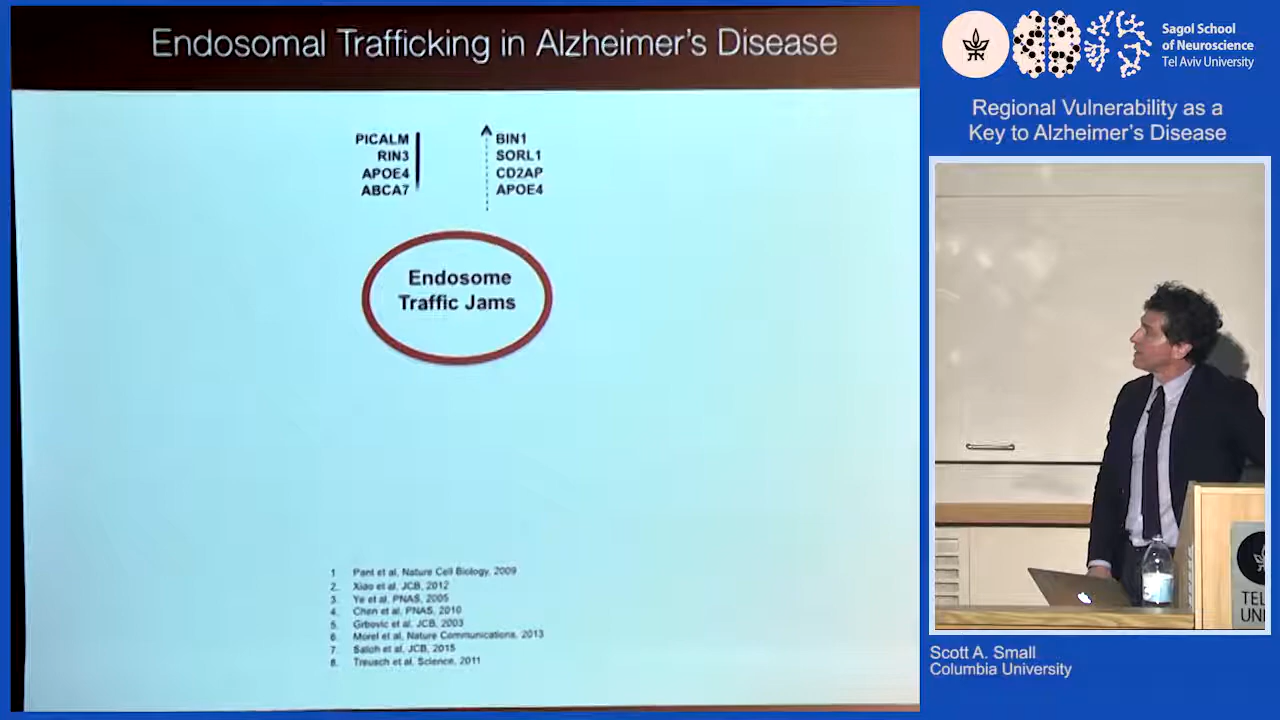 Endosomal Trafficking in Alzheimer's Disease
PICALM
RIN3
APOE4
ABCA7
BIN1
SORL1
CD2AP
APOE4
Endosome
Traffic Jams
1 Pant et al, Nature Cell Biology, 2009
2. Xiao et al, JCB, 2012
3. Ye et al, PNAS, 2005
4. Chen et al, PNAS, 2010
5. Grbovic et al, JCB, 2003
6. Morel et al, Nature Communications, 2013
7. Saloh et al, JCB, 2015
8. Treusch et al, Science, 2011
Sagol School
of Neuroscience
Tel Aviv University
Regional Vulnerability as a
Key to Alzheimer's Disease
TEL
UNI
Scott A. Small
Columbia University